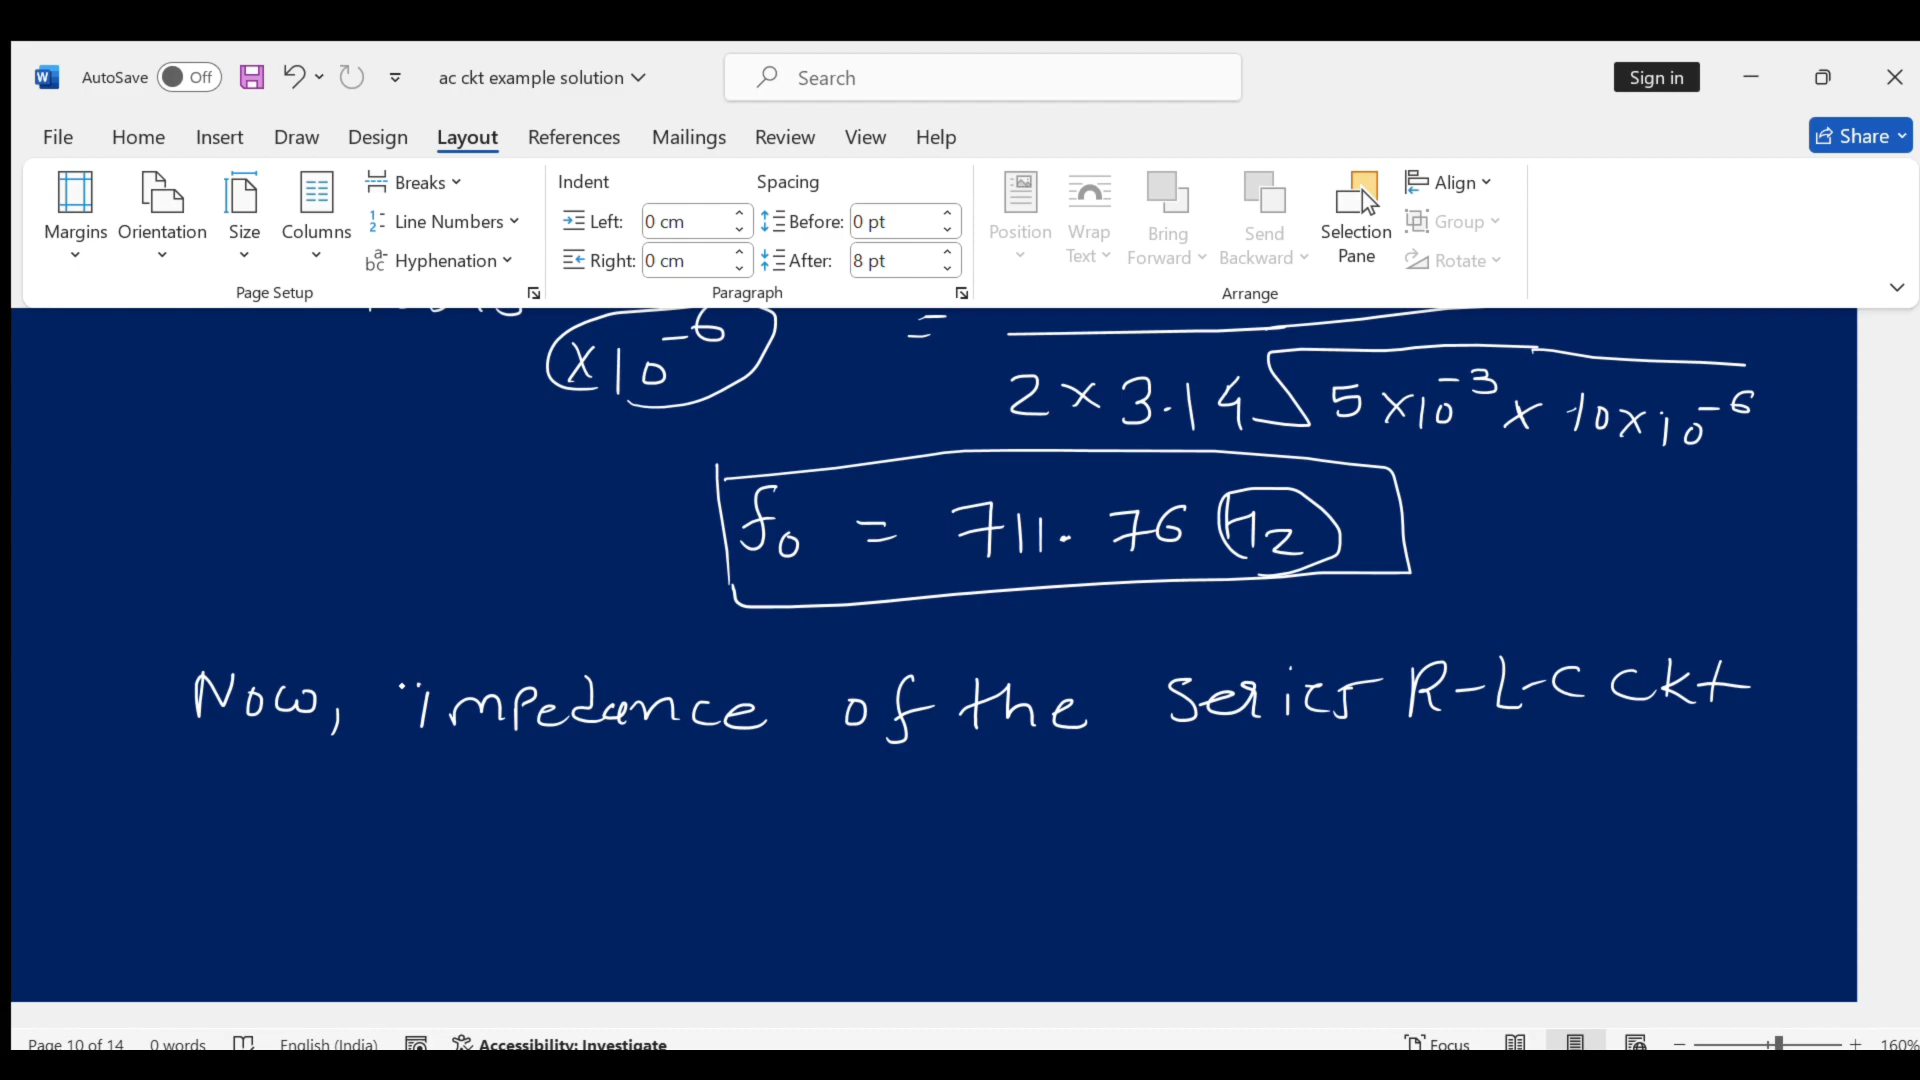 AutoSave Off ac ckt example solution Search Sign in
File Home Insert Draw Design Layout References Mailings Review View Help Share
Margins Orientation Size Columns Breaks Line Numbers Hyphenation
Page Setup
Indent Spacing
Left: 0 cm Before: 0 pt
Right: 0 cm After: 8 pt
Paragraph
Position Wrap Text Bring Forward Send Backward Selection Pane Align Group Rotate
Arrange
×10⁻⁶ =
2 × 3.14 √5 ×10⁻³ × 10×10⁻⁶
f₀ = 711.76 Hz
Now, impedance of the series R-L-C ckt
Page 10 of 14 0 words English (India) Accessibility: Investigate Focus 160%